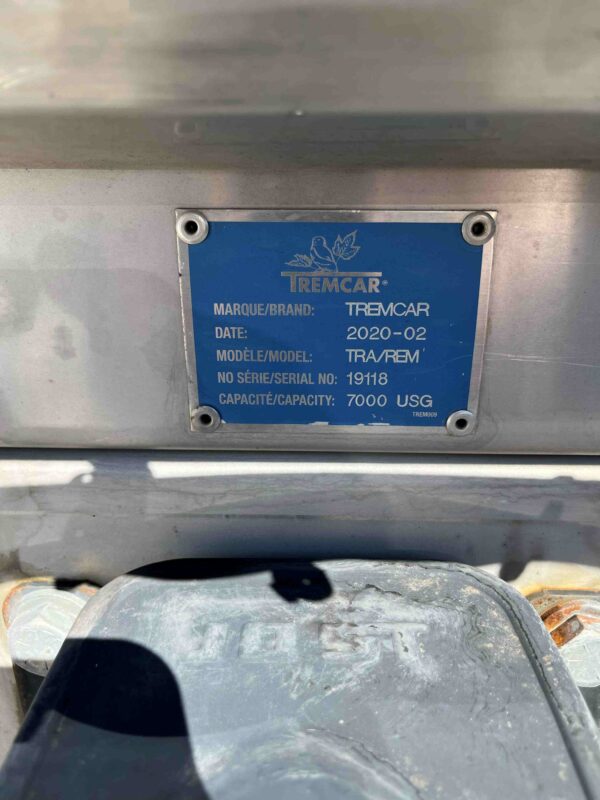 TREMCAR®
MARQUE/BRAND: TREMCAR
DATE: 2020-02
MODÈLE/MODEL: TRA/REM
NO SÉRIE/SERIAL NO: 19118
CAPACITÉ/CAPACITY: 7000 USG
TREM009
JOST